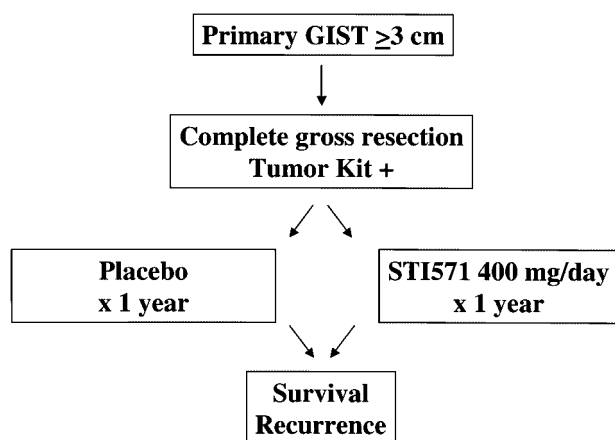 Primary GIST ≥3 cm
Complete gross resection
Tumor Kit +
Placebo
x 1 year
STI571 400 mg/day
x 1 year
Survival
Recurrence